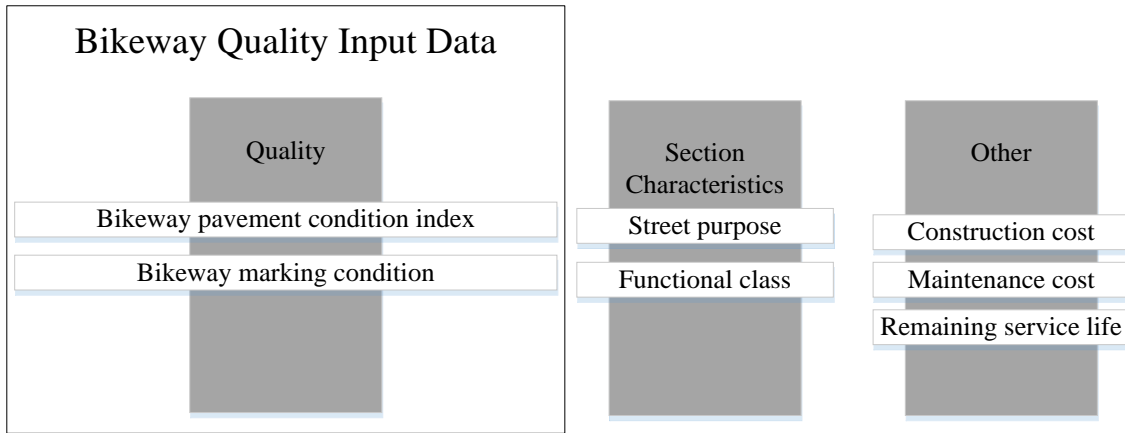 Bikeway Quality Input Data
Quality
Bikeway pavement condition index
Bikeway marking condition
Section
Characteristics
Street purpose
Functional class
Other
Construction cost
Maintenance cost
Remaining service life